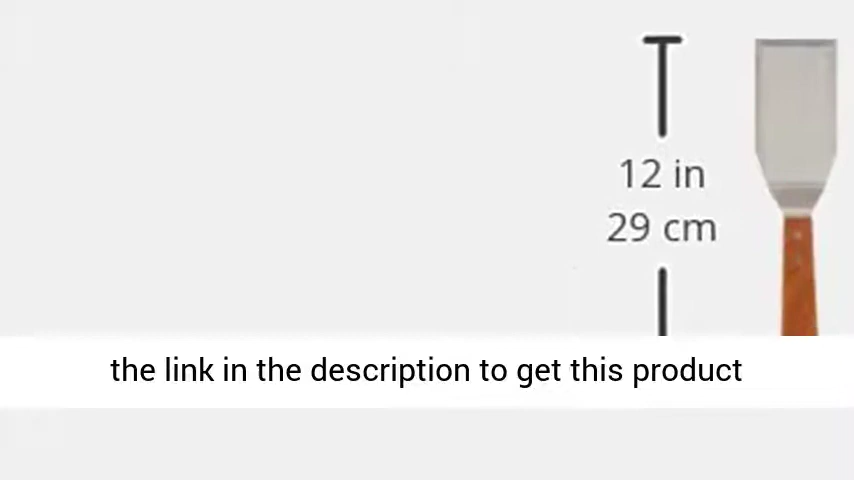 12 in
29 cm
the link in the description to get this product